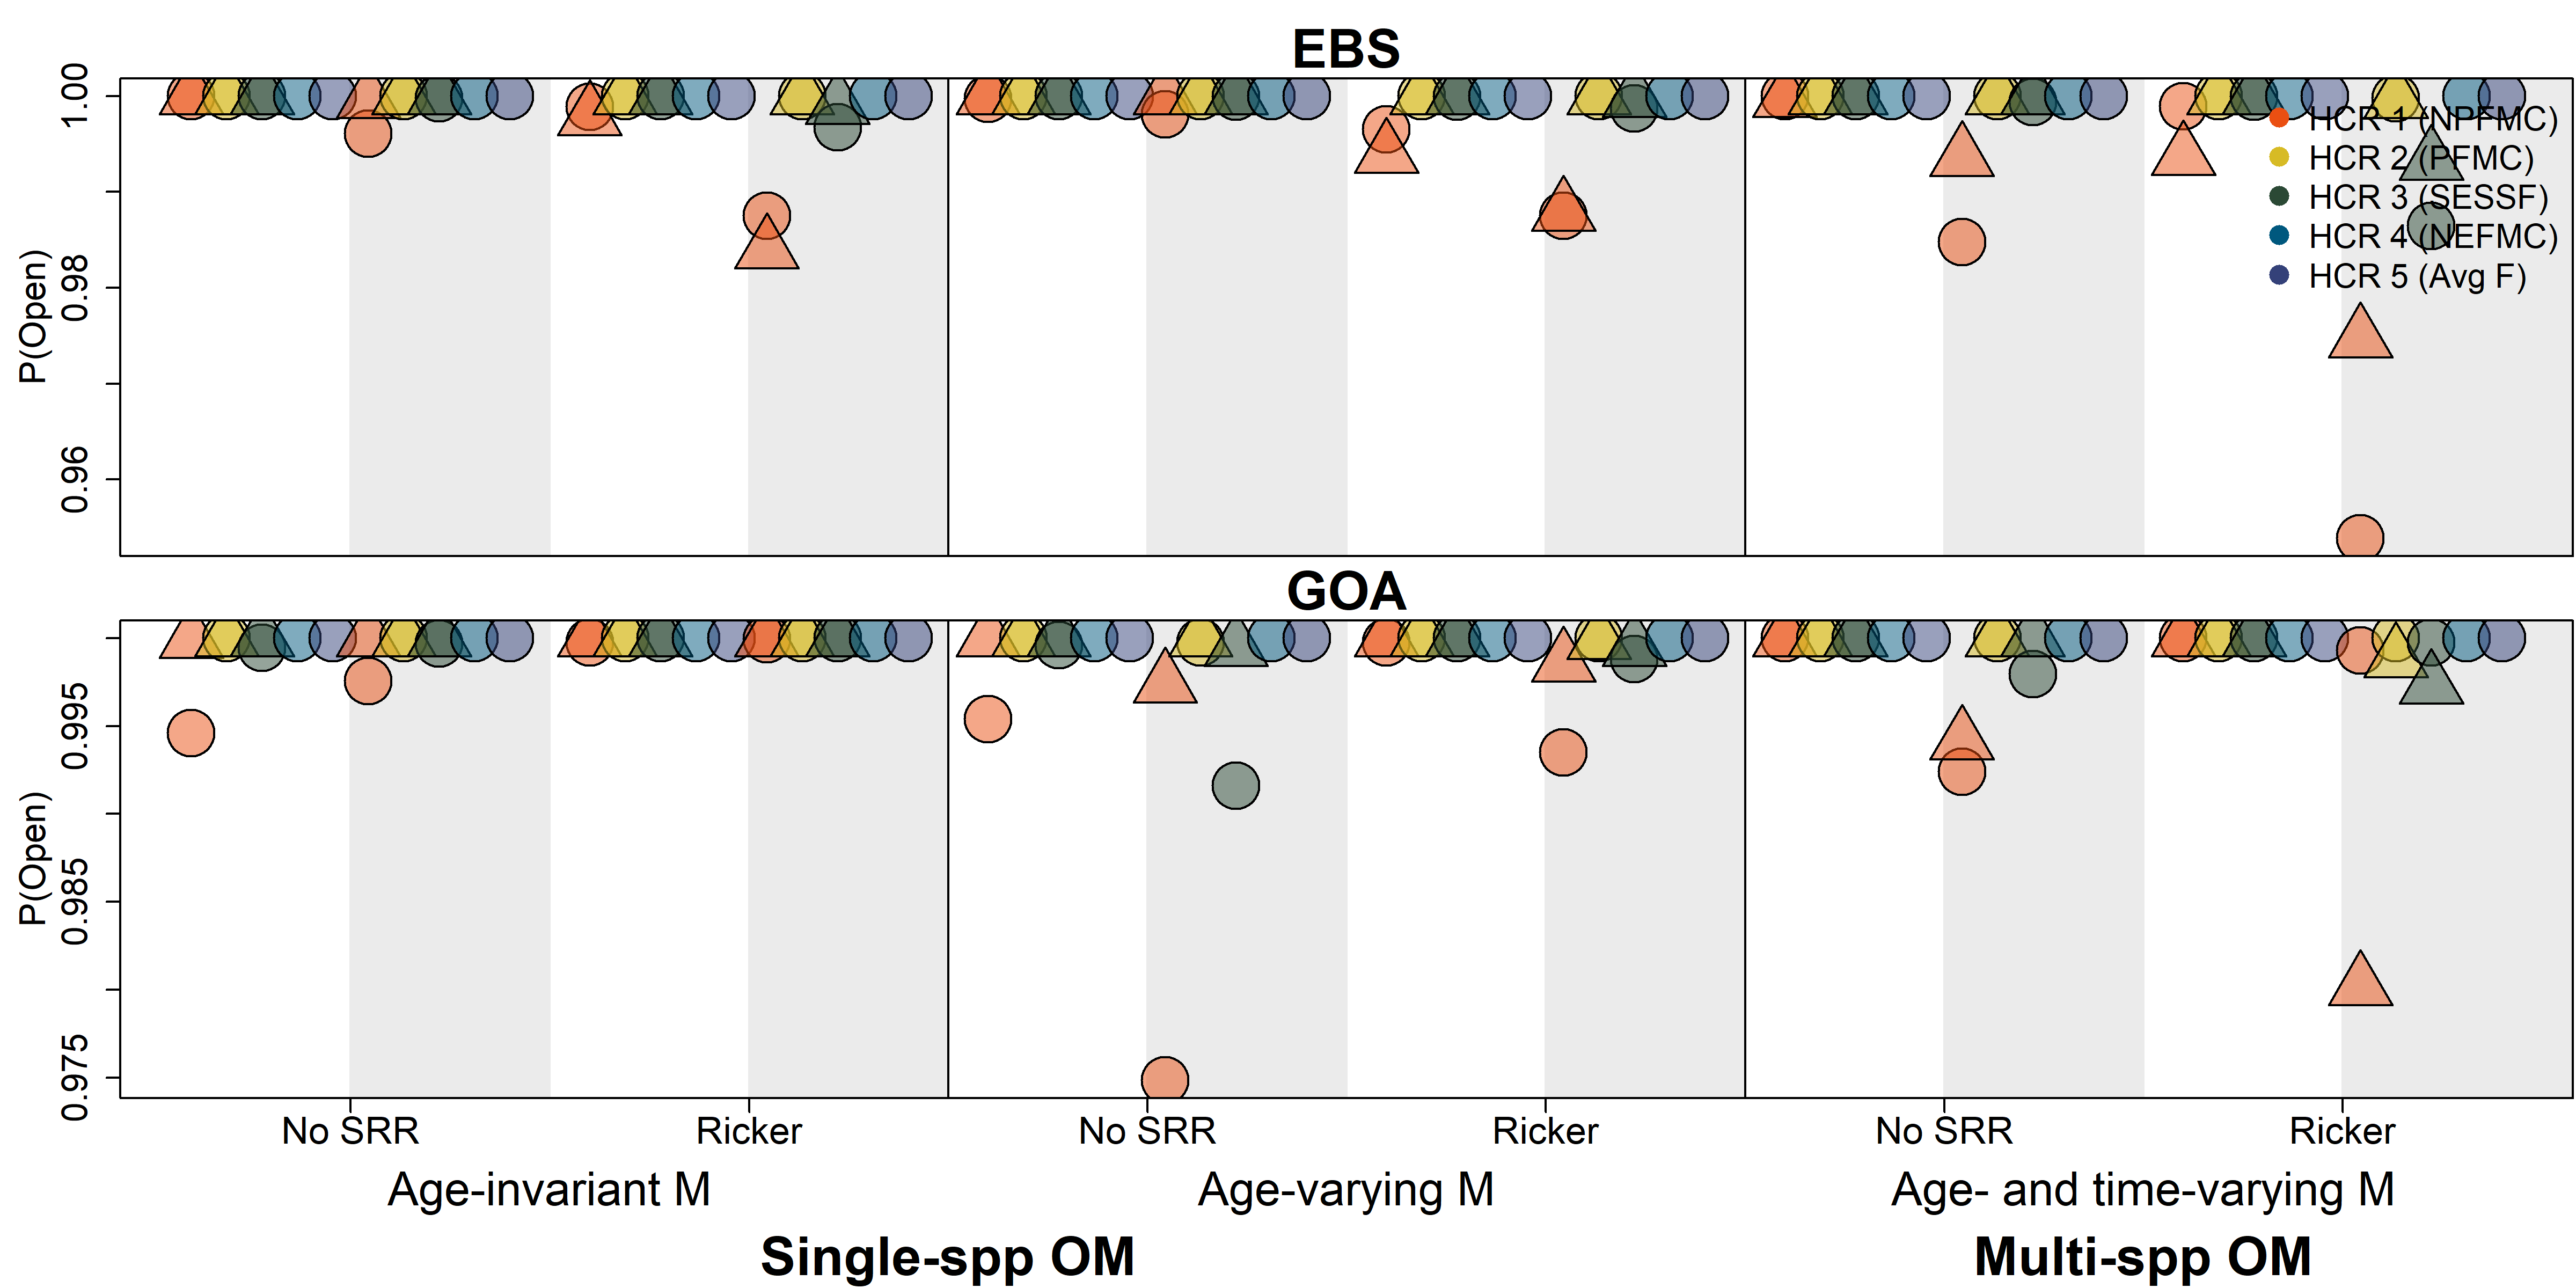 EBS
1.00
0.98
0.96
P(Open)
HCR 1 (NPFMC)
HCR 2 (PFMC)
HCR 3 (SESSF)
HCR 4 (NEFMC)
HCR 5 (Avg F)
GOA
0.995
0.985
0.975
P(Open)
No SRR Ricker No SRR Ricker No SRR Ricker
Age-invariant M Age-varying M Age- and time-varying M
Single-spp OM Multi-spp OM